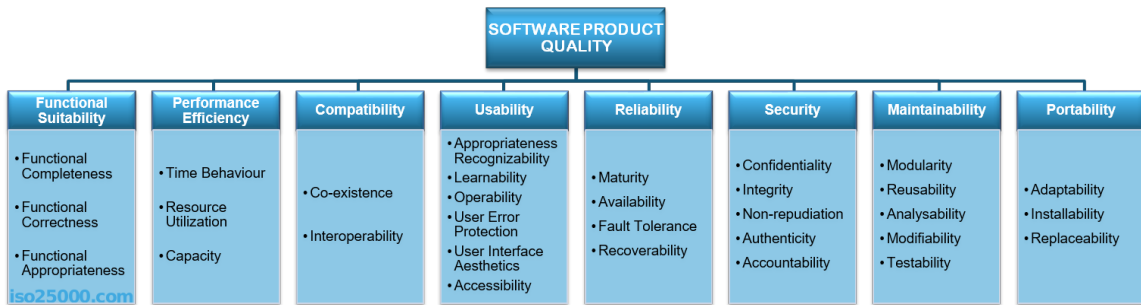 SOFTWARE PRODUCT
QUALITY
Functional
Suitability
• Functional
Completeness
• Functional
Correctness
• Functional
Appropriateness
Performance
Efficiency
• Time Behaviour
• Resource
Utilization
• Capacity
Compatibility
• Co-existence
• Interoperability
Usability
• Appropriateness
Recognizability
• Learnability
• Operability
• User Error
Protection
• User Interface
Aesthetics
• Accessibility
Reliability
• Maturity
• Availability
• Fault Tolerance
• Recoverability
Security
• Confidentiality
• Integrity
• Non-repudiation
• Authenticity
• Accountability
Maintainability
• Modularity
• Reusability
• Analysability
• Modifiability
• Testability
Portability
• Adaptability
• Installability
• Replaceability
iso25000.com